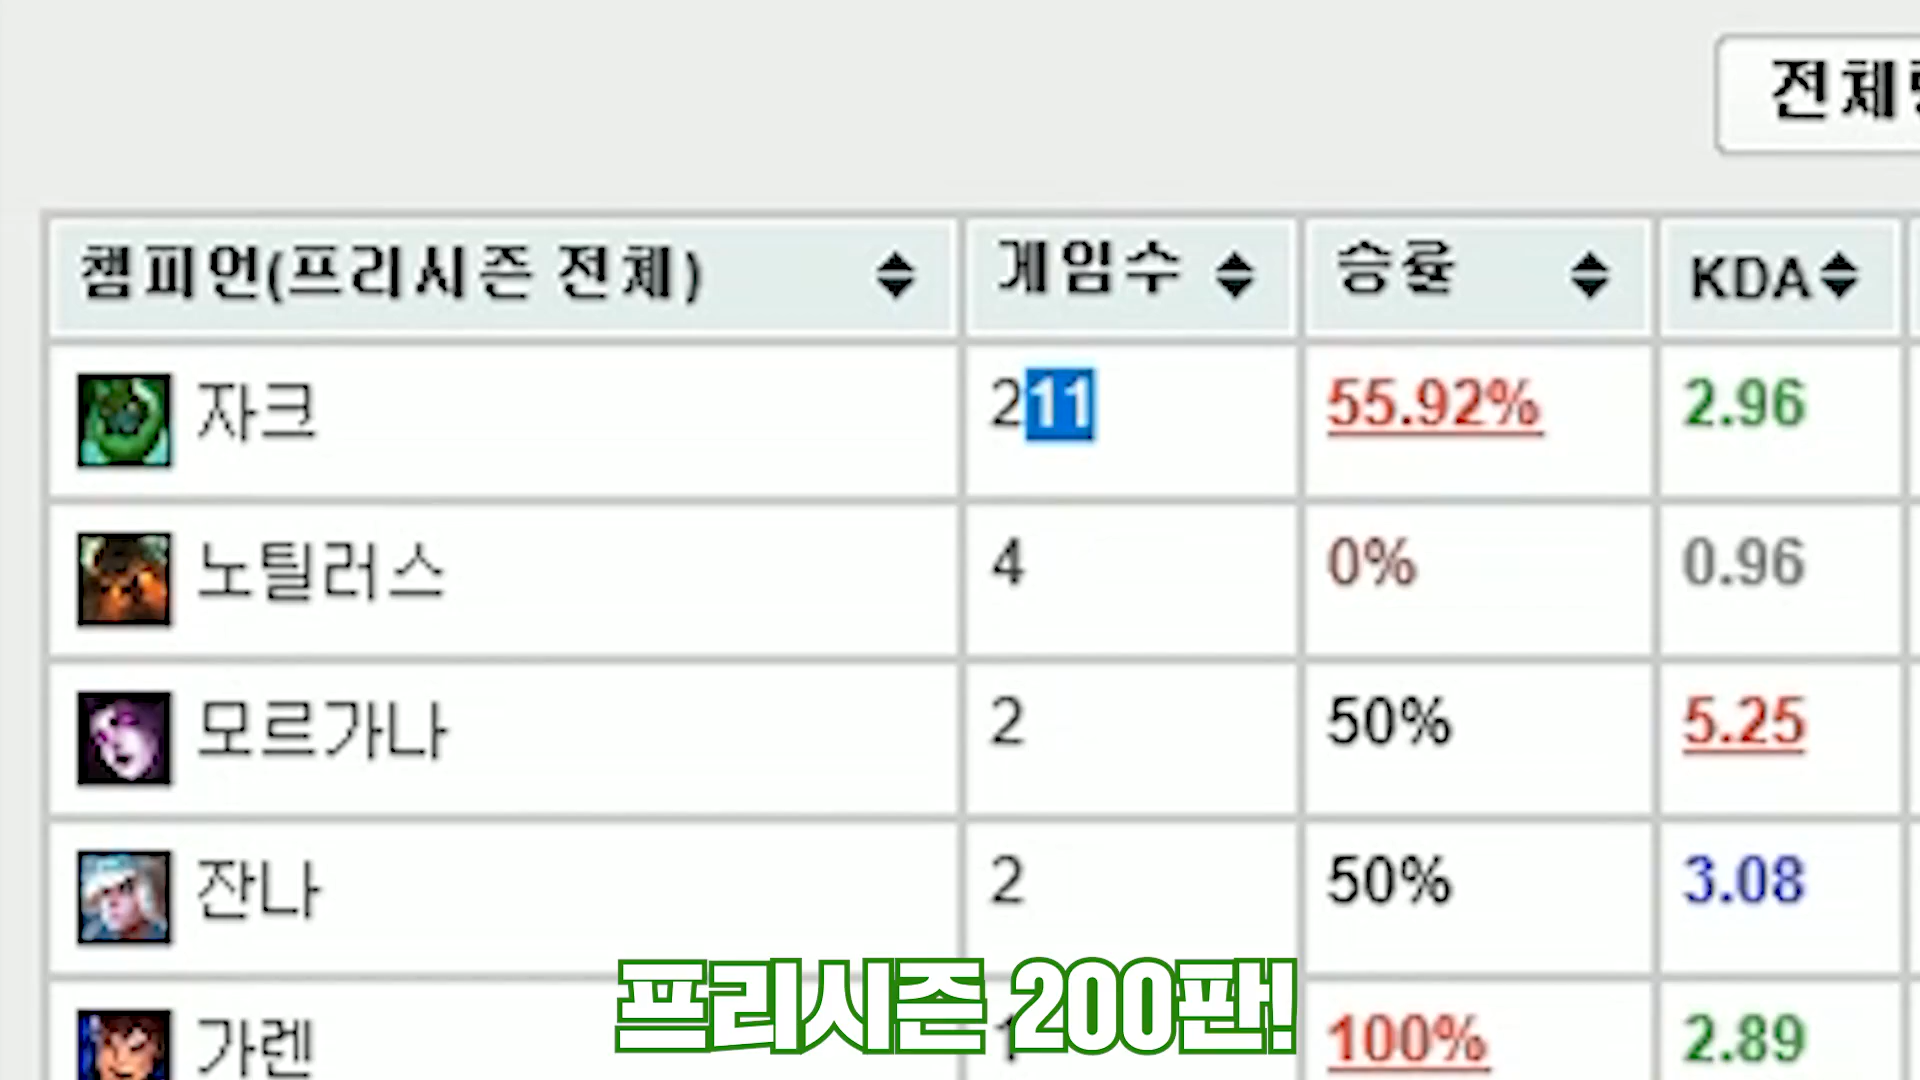 전체
챔피언(프리시즌 전체) 게임수 승률 KDA
자크 211 55.92% 2.96
노틸러스 4 0% 0.96
모르가나 2 50% 5.25
잔나 2 50% 3.08
가렌 1 100% 2.89
프리시즌 200판!